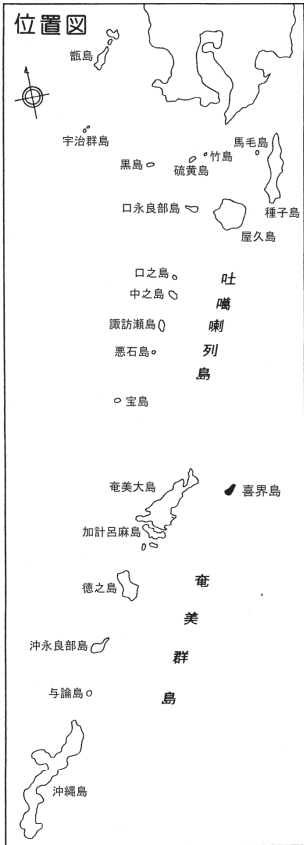 位置図
甑島
宇治群島
馬毛島
竹島
黒島
硫黄島
種子島
口永良部島
屋久島
口之島
中之島
諏訪瀬島
悪石島
吐噶喇列島
宝島
奄美大島
喜界島
加計呂麻島
徳之島
奄美群島
沖永良部島
与論島
沖縄島